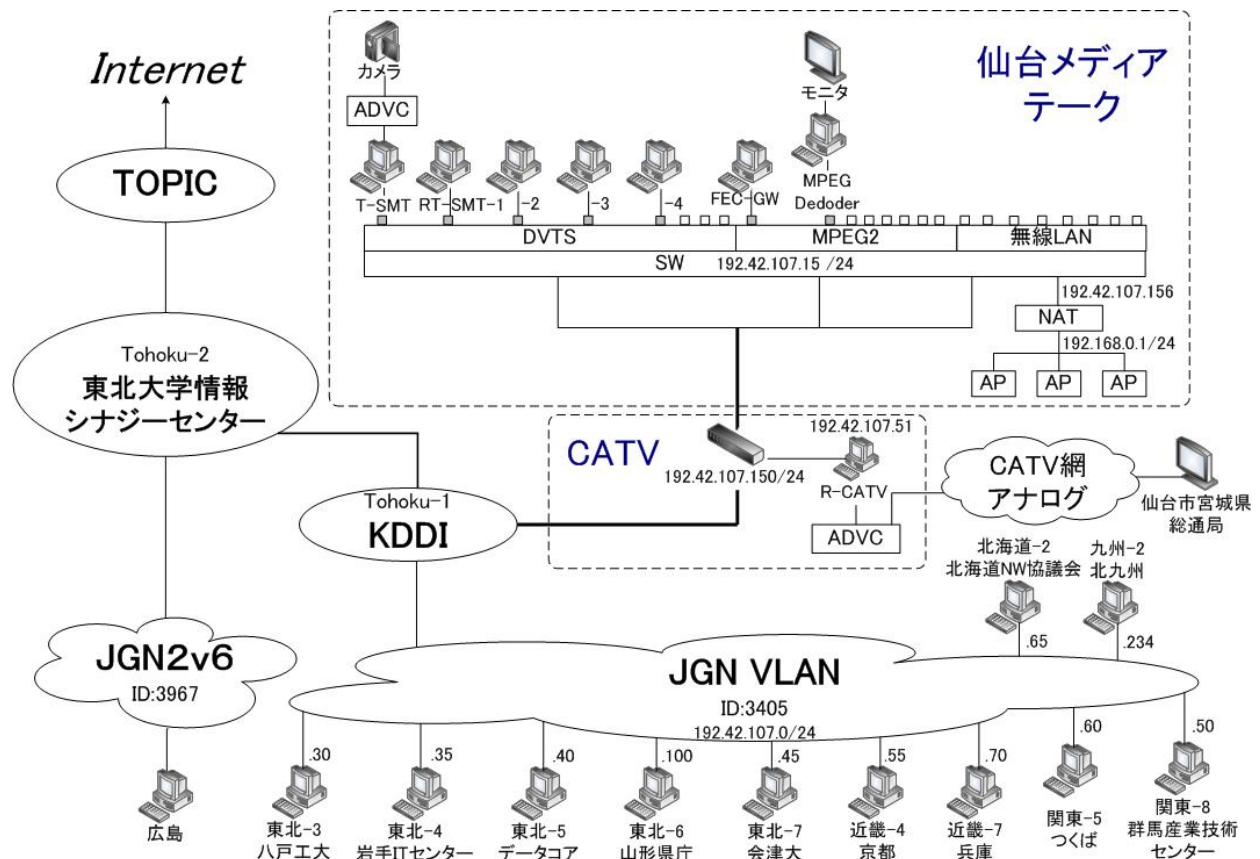 Internet
TOPIC
Tohoku-2
東北大学情報
シナジーセンター
Tohoku-1
KDDI
JGN2v6
ID:3967
広島
仙台メディア
テーク
カメラ
ADVC
モニタ
MPEG
Dedoder
T-SMT
RT-SMT-1
-2
-3
-4
FEC-GW
DVTS
MPEG2
無線LAN
SW
192.42.107.15 /24
192.42.107.156
NAT
192.168.0.1/24
AP
AP
AP
CATV
192.42.107.150/24
192.42.107.51
R-CATV
ADVC
CATV網
アナログ
仙台市宮城県
総通局
北海道-2
北海道NW協議会
九州-2
北九州
.65
.234
JGN VLAN
ID:3405
192.42.107.0/24
.30
.35
.40
.100
.45
.55
.70
.60
.50
東北-3
八戸工大
東北-4
岩手ITセンター
東北-5
データコア
東北-6
山形県庁
東北-7
会津大
近畿-4
京都
近畿-7
兵庫
関東-5
つくば
関東-8
群馬産業技術
センター